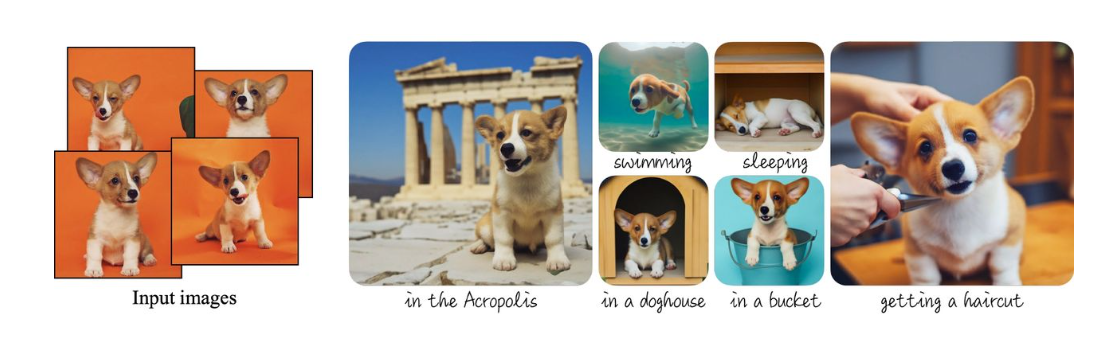 swimming
sleeping
Input images
in the Acropolis
in a doghouse
in a bucket
getting a haircut